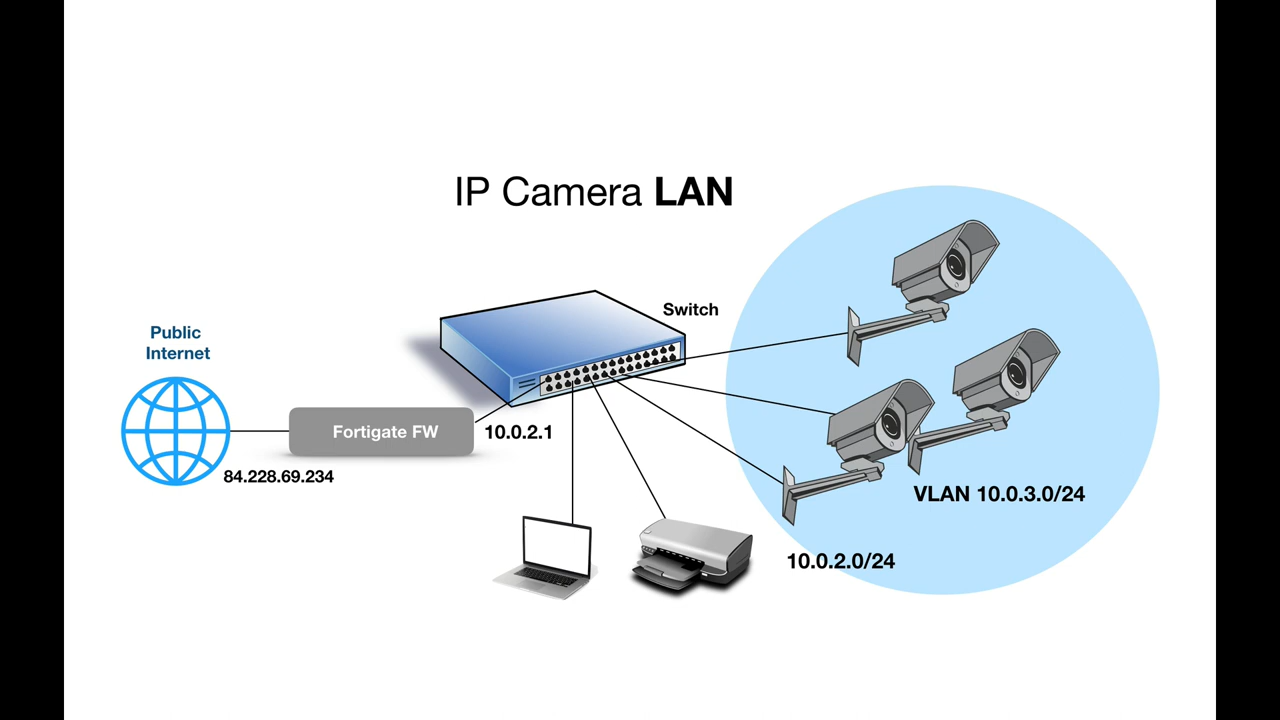 IP Camera LAN
Switch
Public
Internet
Fortigate FW
10.0.2.1
84.228.69.234
VLAN 10.0.3.0/24
10.0.2.0/24